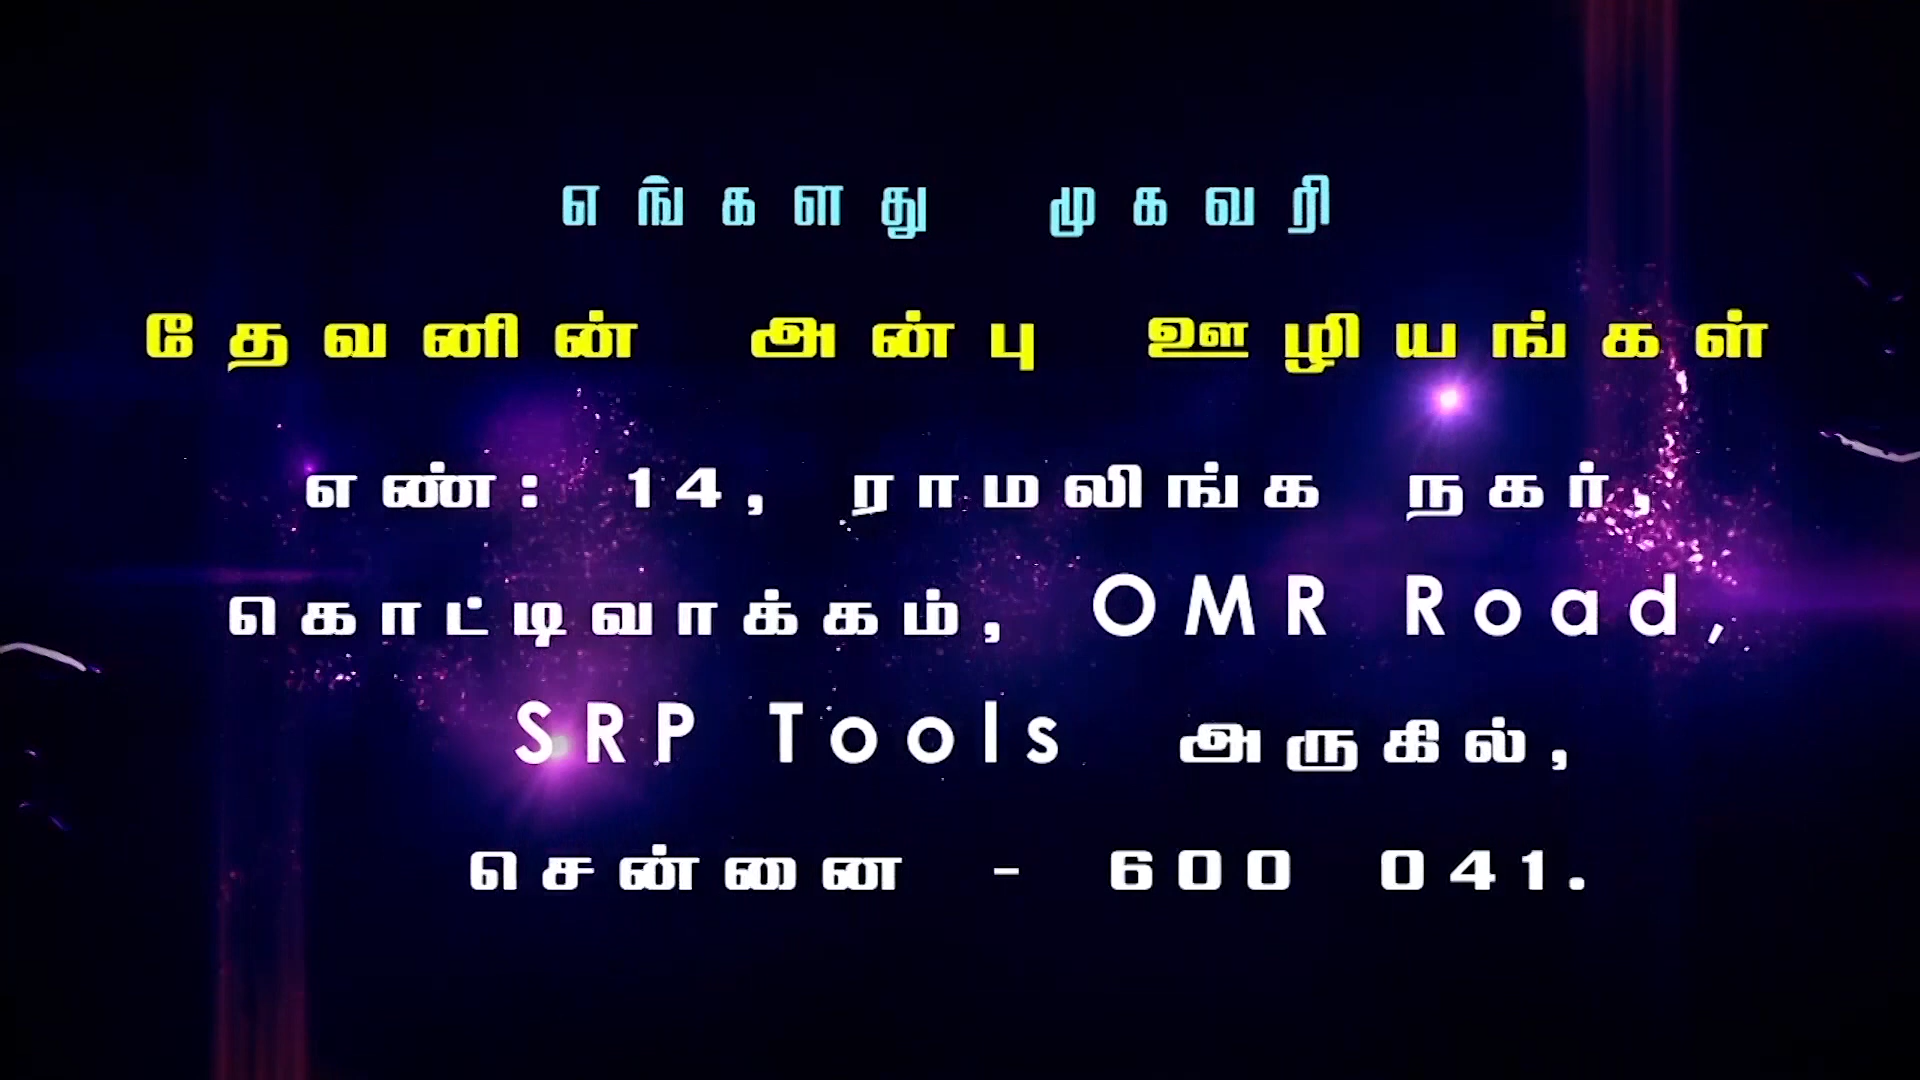 எங்களது முகவரி
தேவனின் அன்பு ஊழியங்கள்
எண்: 14, ராமலிங்க நகர்,
கொட்டிவாக்கம், OMR Road,
SRP Tools அருகில்,
சென்னை - 600 041.